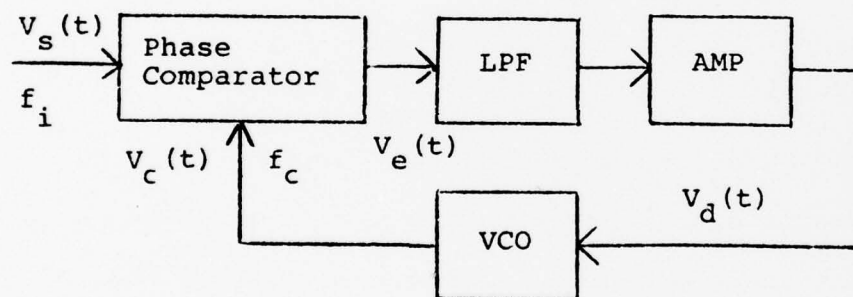 V_s(t)
f_i
Phase
Comparator
LPF
AMP
V_e(t)
V_c(t)
f_c
VCO
V_d(t)